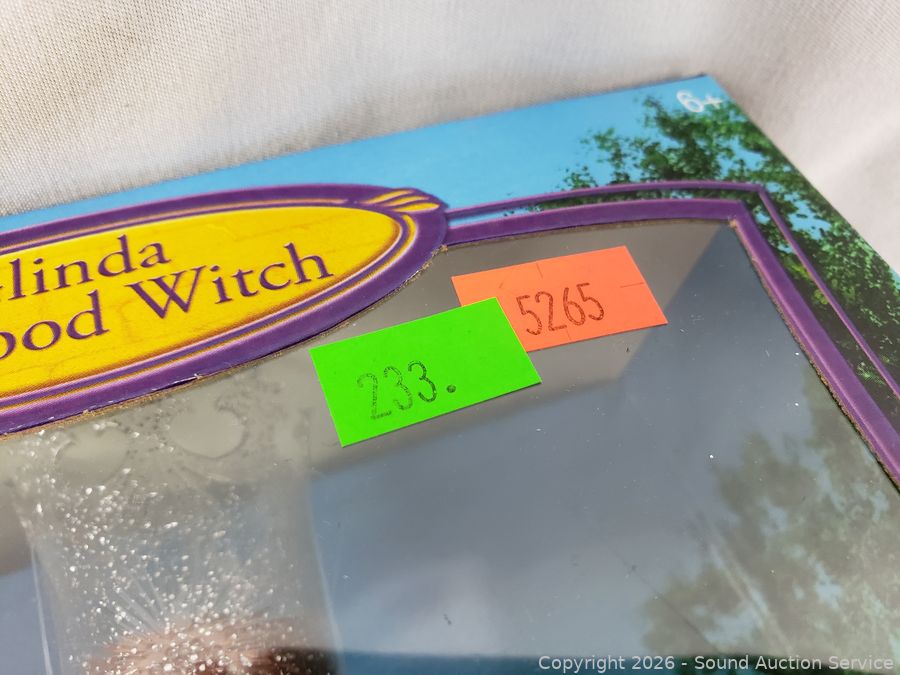 6+
linda
ood Witch
5265
233.
Copyright 2026 - Sound Auction Service